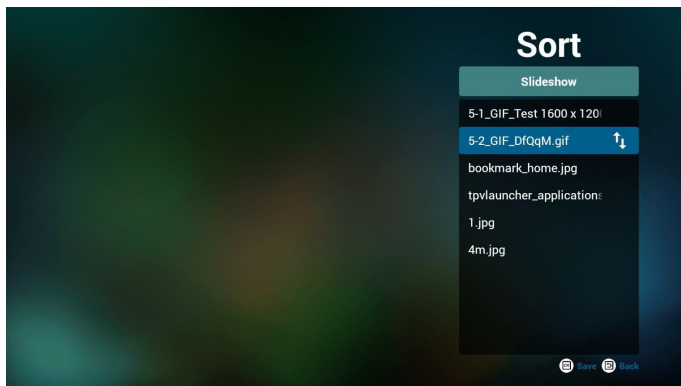 Sort
Slideshow
5-1_GIF_Test 1600 x 120
5-2_GIF_DfQqM.gif
bookmark_home.jpg
tpvlauncher_application
1.jpg
4m.jpg
Save Back